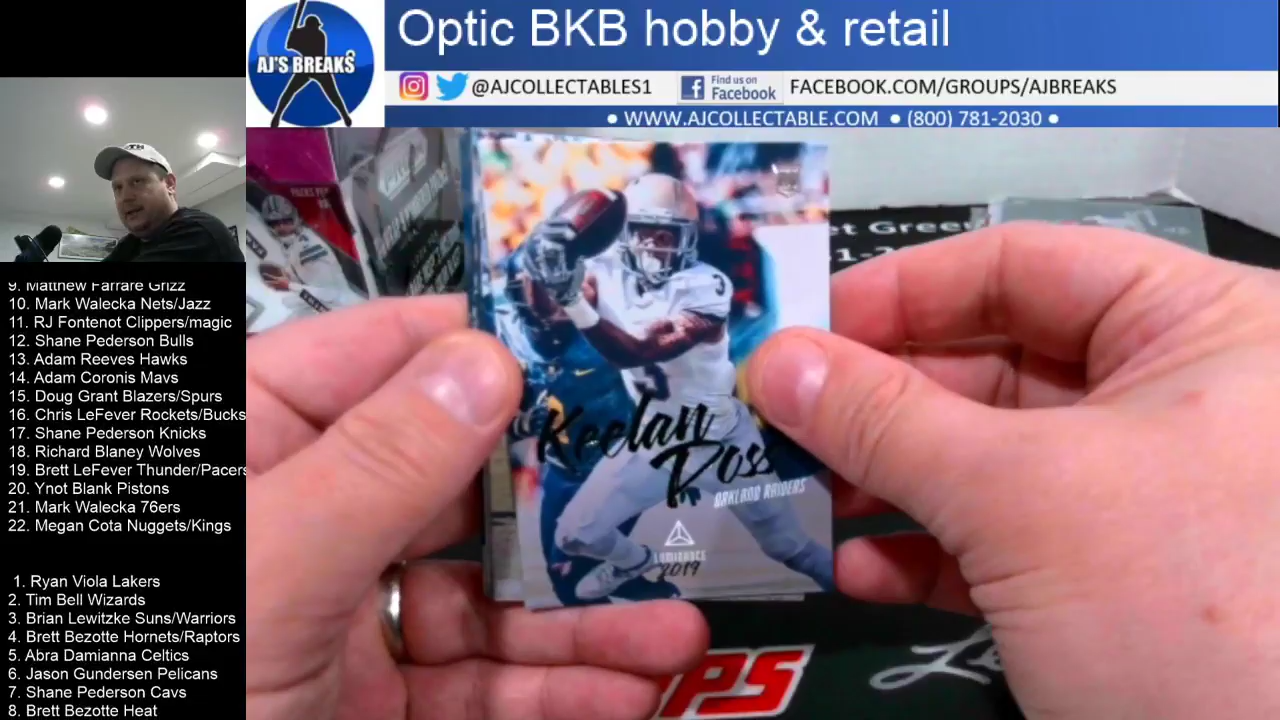 Optic BKB hobby & retail
AJ'S BREAKS
@AJCOLLECTABLES1
Find us on
Facebook
FACEBOOK.COM/GROUPS/AJBREAKS
● WWW.AJCOLLECTABLE.COM ● (800) 781-2030 ●
9. Matthew Farrare Grizz
10. Mark Walecka Nets/Jazz
11. RJ Fontenot Clippers/magic
12. Shane Pederson Bulls
13. Adam Reeves Hawks
14. Adam Coronis Mavs
15. Doug Grant Blazers/Spurs
16. Chris LeFever Rockets/Bucks
17. Shane Pederson Knicks
18. Richard Blaney Wolves
19. Brett LeFever Thunder/Pacers
20. Ynot Blank Pistons
21. Mark Walecka 76ers
22. Megan Cota Nuggets/Kings
1. Ryan Viola Lakers
2. Tim Bell Wizards
3. Brian Lewitzke Suns/Warriors
4. Brett Bezotte Hornets/Raptors
5. Abra Damianna Celtics
6. Jason Gundersen Pelicans
7. Shane Pederson Cavs
8. Brett Bezotte Heat
PACKS PER
3
Keelan
Doss
OAKLAND RAIDERS
LUMINANCE
2019